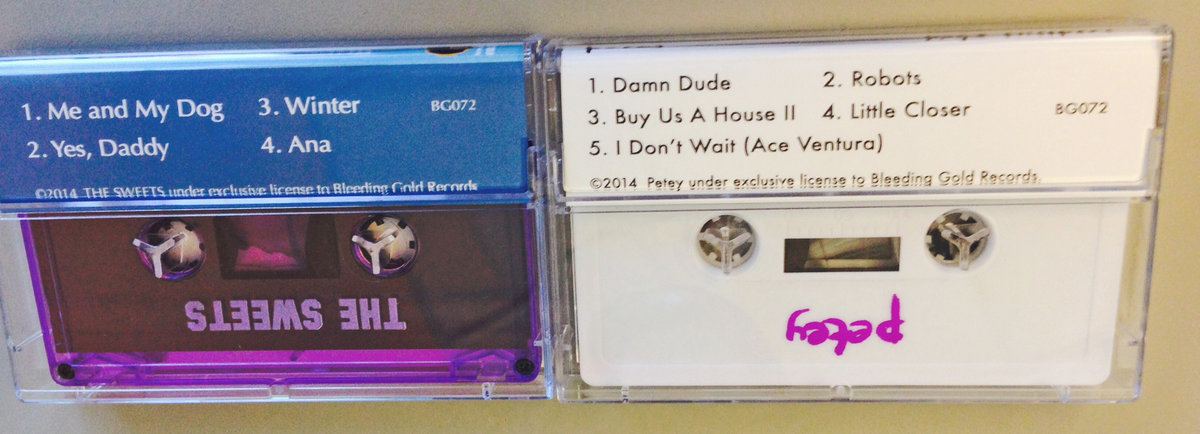 1. Me and My Dog 3. Winter BG072
2. Yes, Daddy 4. Ana
©2014 THE SWEETS under exclusive license to Bleeding Gold Records
THE SWEETS
1. Damn Dude 2. Robots
3. Buy Us A House II 4. Little Closer BG072
5. I Don't Wait (Ace Ventura)
©2014 Petey under exclusive license to Bleeding Gold Records.
petey